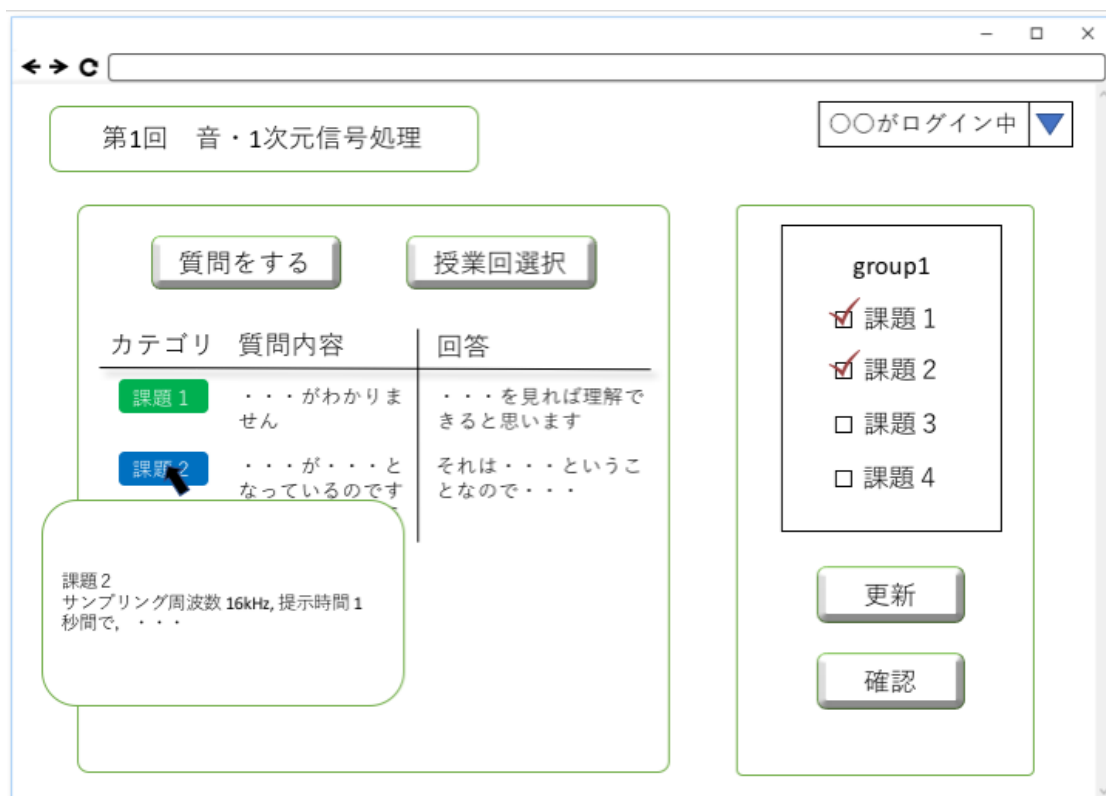 第1回　音・1次元信号処理
〇〇がログイン中
質問をする
授業回選択
カテゴリ　質問内容　回答
課題1
・・・がわかりま
せん
・・・を見れば理解で
きると思います
課題2
・・・が・・・と
なっているのです
それは・・・というこ
となので・・・
課題2
サンプリング周波数 16kHz, 提示時間 1
秒間で, ・・・
group1
課題1
課題2
課題3
課題4
更新
確認